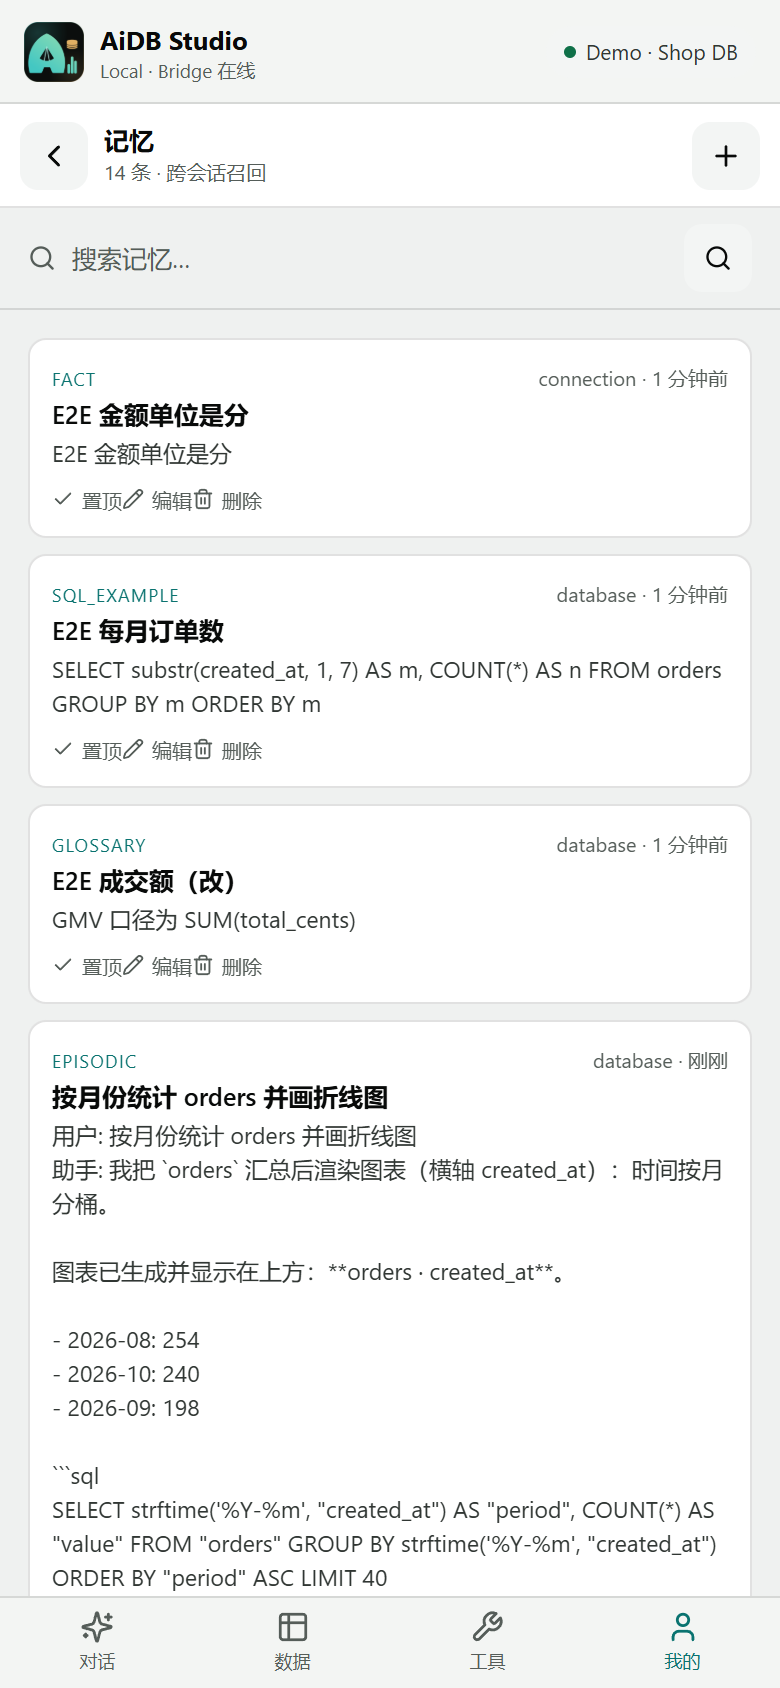 AiDB Studio
Local · Bridge 在线
Demo · Shop DB
记忆
14 条 · 跨会话召回
搜索记忆...
FACT
connection · 1 分钟前
E2E 金额单位是分
E2E 金额单位是分
置顶 编辑 删除
SQL_EXAMPLE
database · 1 分钟前
E2E 每月订单数
SELECT substr(created_at, 1, 7) AS m, COUNT(*) AS n FROM orders
GROUP BY m ORDER BY m
置顶 编辑 删除
GLOSSARY
database · 1 分钟前
E2E 成交额（改）
GMV 口径为 SUM(total_cents)
置顶 编辑 删除
EPISODIC
database · 刚刚
按月份统计 orders 并画折线图
用户: 按月份统计 orders 并画折线图
助手: 我把 `orders` 汇总后渲染图表（横轴 created_at）：时间按月
分桶。
图表已生成并显示在上方：**orders · created_at**。
- 2026-08: 254
- 2026-10: 240
- 2026-09: 198
```sql
SELECT strftime('%Y-%m', "created_at") AS "period", COUNT(*) AS
"value" FROM "orders" GROUP BY strftime('%Y-%m', "created_at")
ORDER BY "period" ASC LIMIT 40
对话
数据
工具
我的